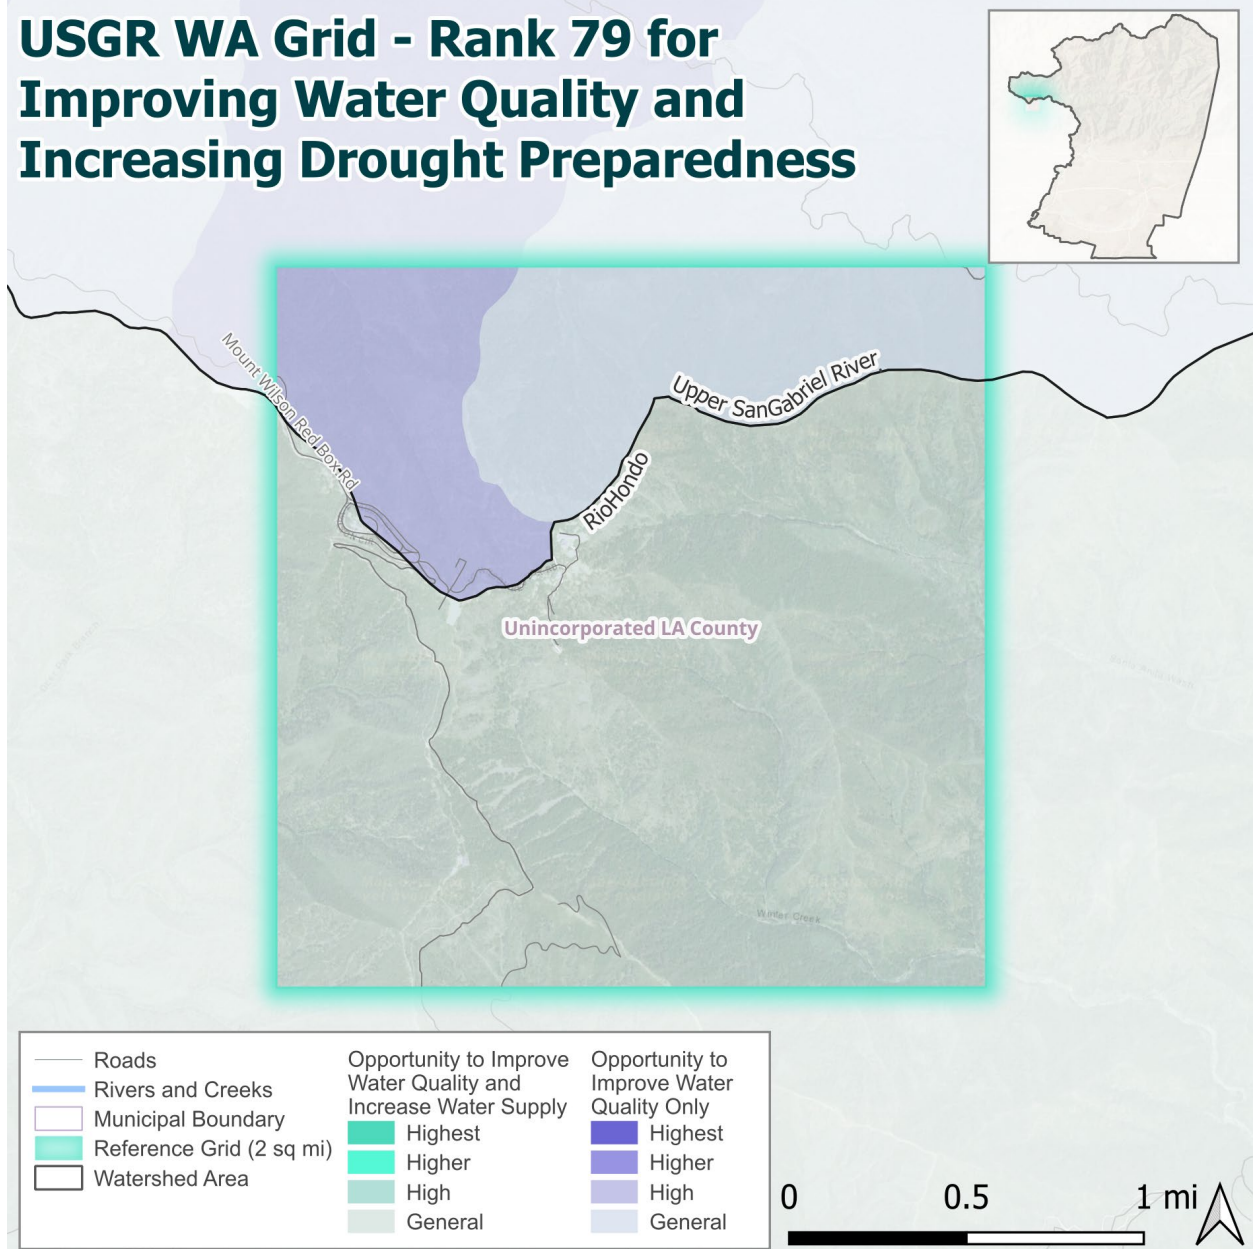 USGR WA Grid - Rank 79 for
Improving Water Quality and
Increasing Drought Preparedness
Mount Wilson Red Box Rd
Upper SanGabriel River
RioHondo
Unincorporated LA County
Winter Creek
Roads
Rivers and Creeks
Municipal Boundary
Reference Grid (2 sq mi)
Watershed Area
Opportunity to Improve
Water Quality and
Increase Water Supply
Highest
Higher
High
General
Opportunity to
Improve Water
Quality Only
Highest
Higher
High
General
0 0.5 1 mi